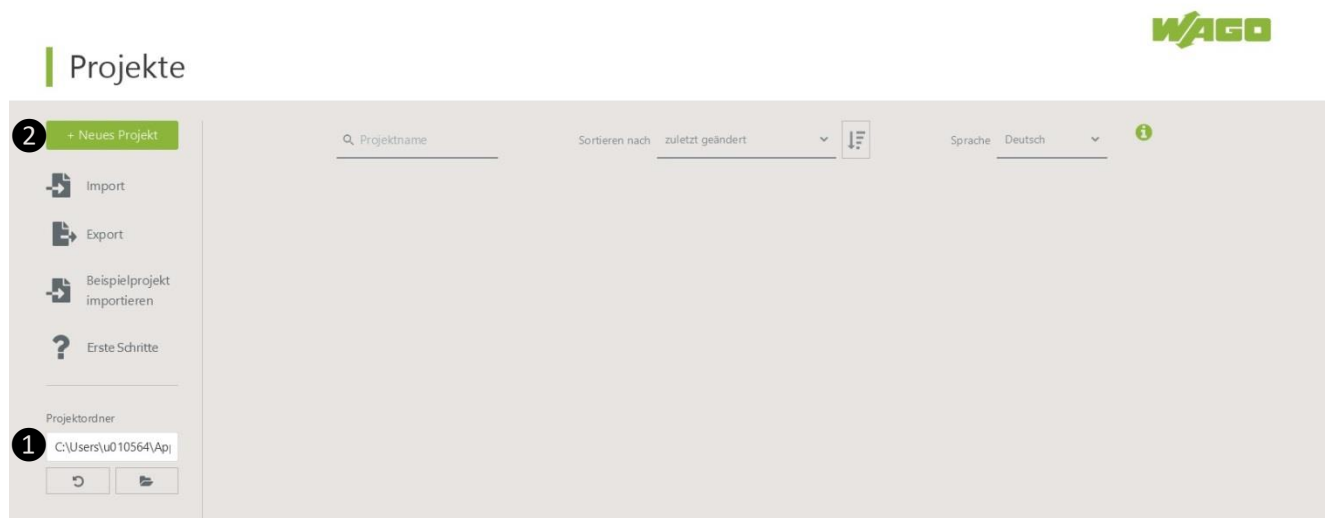 WAGO
Projekte
2
+ Neues Projekt
Projektname
Sortieren nach zuletzt geändert
Sprache Deutsch
Import
Export
Beispielprojekt
importieren
Erste Schritte
Projektordner
1
C:\Users\u010564\Ap